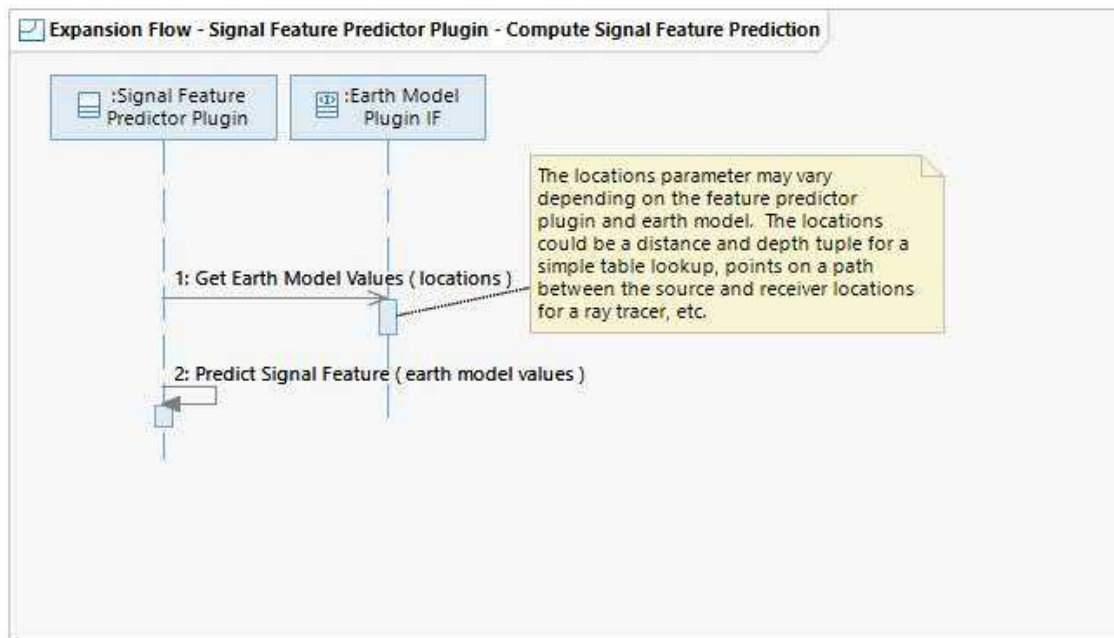 Expansion Flow - Signal Feature Predictor Plugin - Compute Signal Feature Prediction
:Signal Feature
Predictor Plugin
:Earth Model
Plugin IF
The locations parameter may vary
depending on the feature predictor
plugin and earth model. The locations
could be a distance and depth tuple for a
simple table lookup, points on a path
between the source and receiver locations
for a ray tracer, etc.
1: Get Earth Model Values ( locations )
2: Predict Signal Feature ( earth model values )